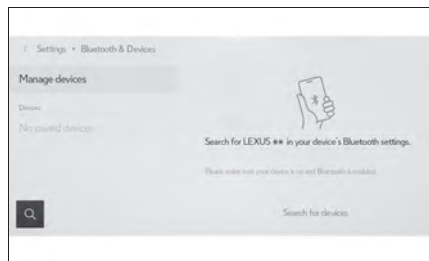 Settings • Bluetooth & Devices
Manage devices
Devices
No paired devices
Search for LEXUS ** in your device's Bluetooth settings.
Please make sure your device is on and Bluetooth is enabled.
Search for devices